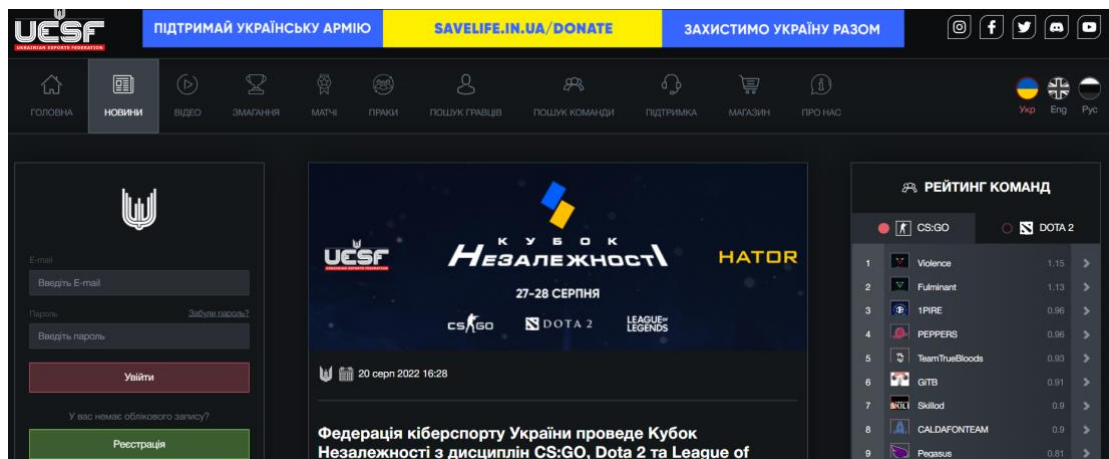 UESF
UKRAINIAN ESPORTS FEDERATION
ПІДТРИМАЙ УКРАЇНСЬКУ АРМІЮ
SAVELIFE.IN.UA/DONATE
ЗАХИСТИМО УКРАЇНУ РАЗОМ
ГОЛОВНА
НОВИНИ
ВІДЕО
ЗМАГАННЯ
МАТЧІ
ПРАКИ
ПОШУК ГРАВЦІВ
ПОШУК КОМАНДИ
ПІДТРИМКА
МАГАЗИН
ПРО НАС
Укр Eng Рус
E-mail
Введіть E-mail
Пароль Забули пароль?
Введіть пароль
Увійти
У вас немає облікового запису?
Реєстрація
UESF
UKRAINIAN ESPORTS FEDERATION
КУБОК
НЕЗАЛЕЖНОСТІ
HATOR
27-28 СЕРПНЯ
CS GO
DOTA 2
LEAGUE OF
LEGENDS
20 серп 2022 16:28
Федерація кіберспорту України проведе Кубок
Незалежності з дисциплін CS:GO, Dota 2 та League of
РЕЙТИНГ КОМАНД
CS:GO
DOTA 2
1 Violence 1.15
2 Fulminant 1.13
3 1PIRE 0.96
4 PEPPERS 0.96
5 TeamTrueBloods 0.93
6 GITB 0.91
7 Skillod 0.9
8 CALDAFONTEAM 0.9
9 Pegasus 0.81